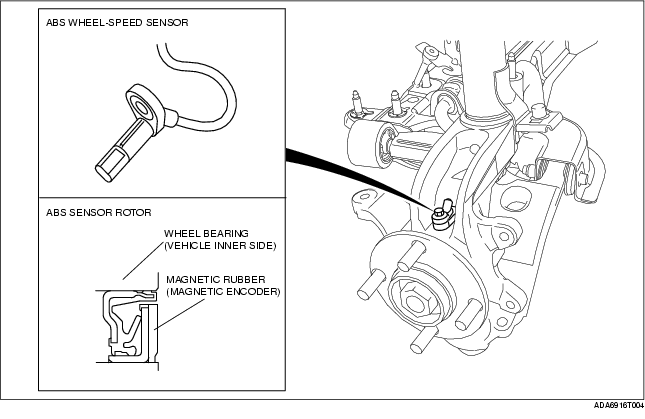 ABS WHEEL-SPEED SENSOR
ABS SENSOR ROTOR
WHEEL BEARING
(VEHICLE INNER SIDE)
MAGNETIC RUBBER
(MAGNETIC ENCODER)
ADA6916T004